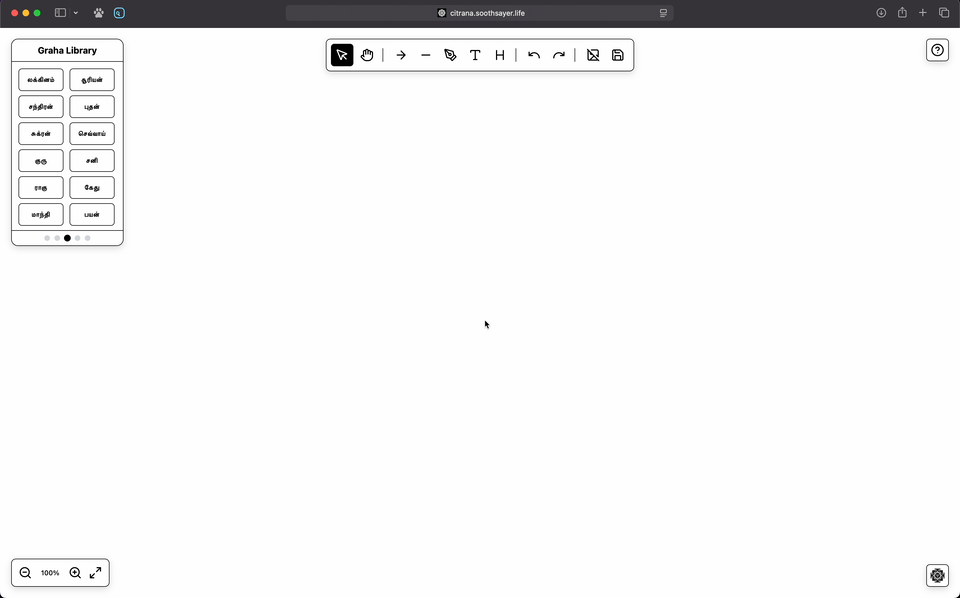 citrana.soothsayer.life
Graha Library
லக்கினம் சூரியன்
சந்திரன் புதன்
சுக்ரன் செவ்வாய்
குரு சனி
ராகு கேது
மாந்தி பயன்
T H
100%